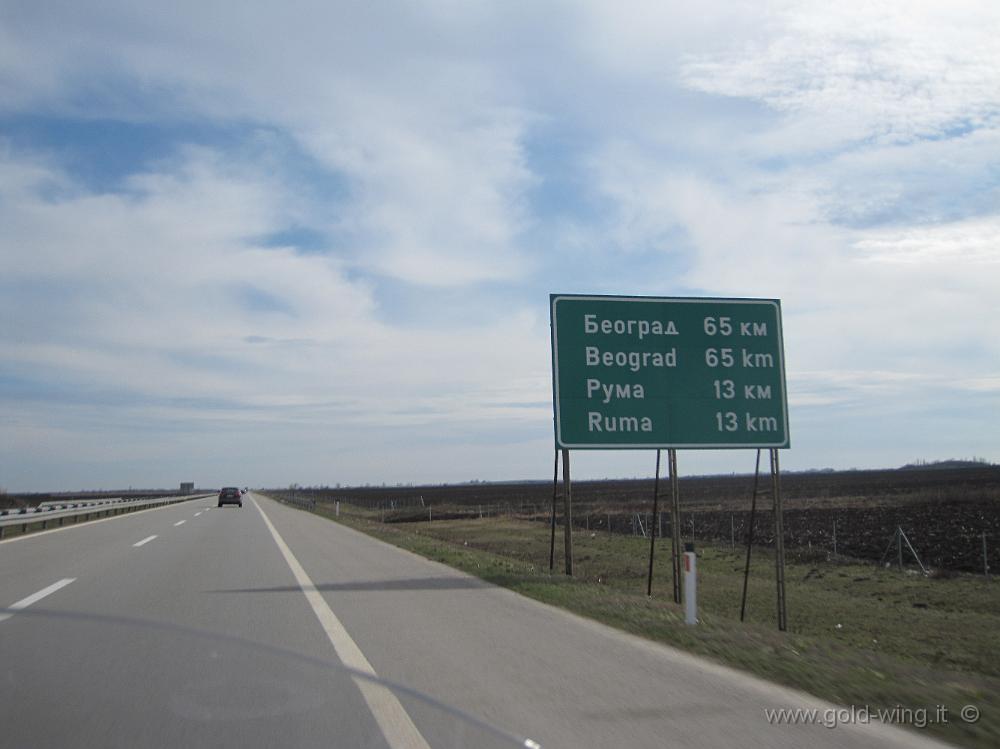 Београд 65 км
Beograd 65 km
Рума 13 км
Ruma 13 km
www.gold-wing.it ©